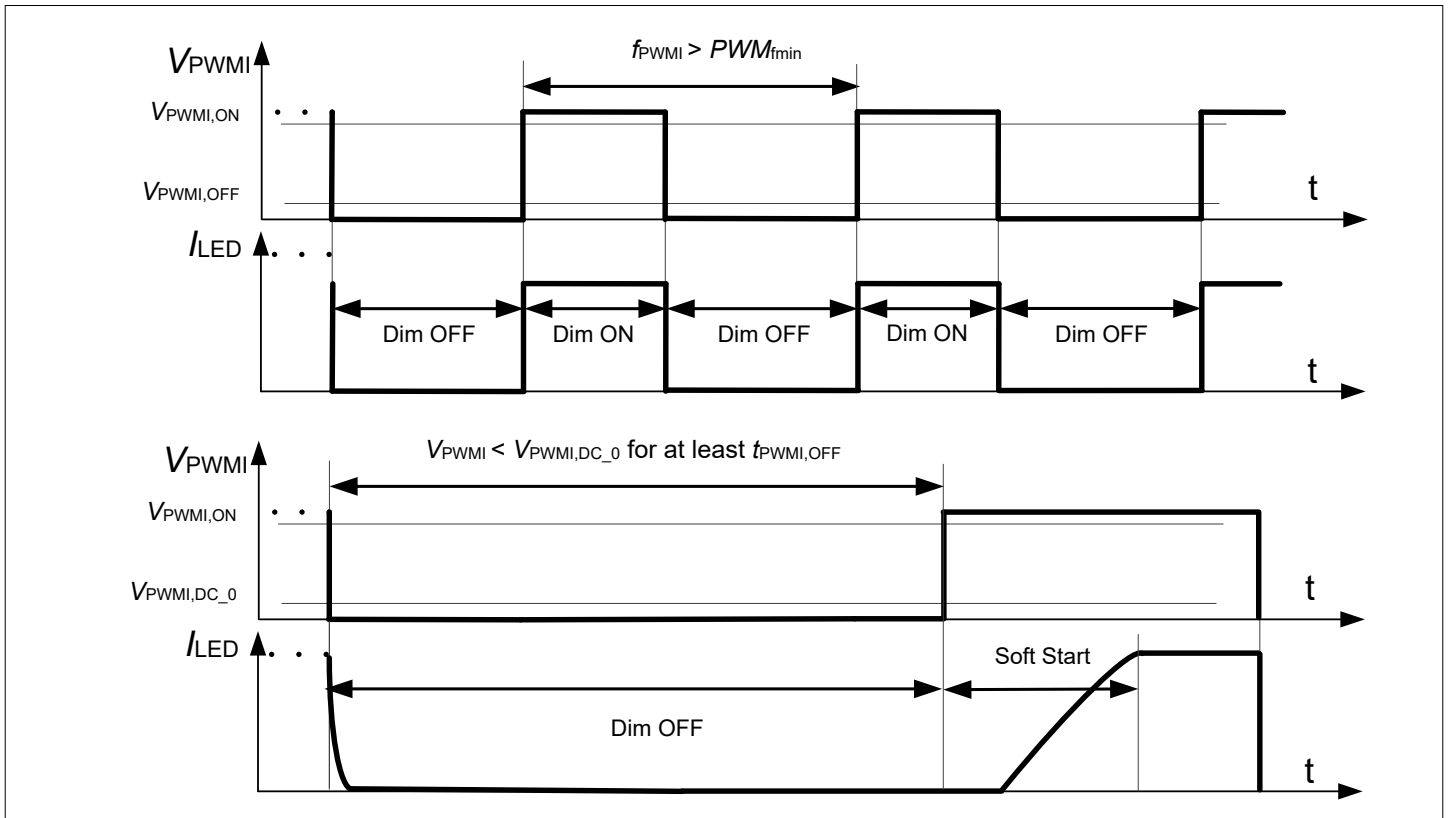 fPWMI > PWMfmin
VPWMI
VPWMI,ON
. .
VPWMI,OFF
t
ILED
. . .
Dim OFF
Dim ON
Dim OFF
Dim ON
Dim OFF
t
VPWMI < VPWMI,DC_0 for at least tPWMI,OFF
VPWMI
VPWMI,ON
. .
VPWMI,DC_0
t
ILED
. . .
Soft Start
Dim OFF
t